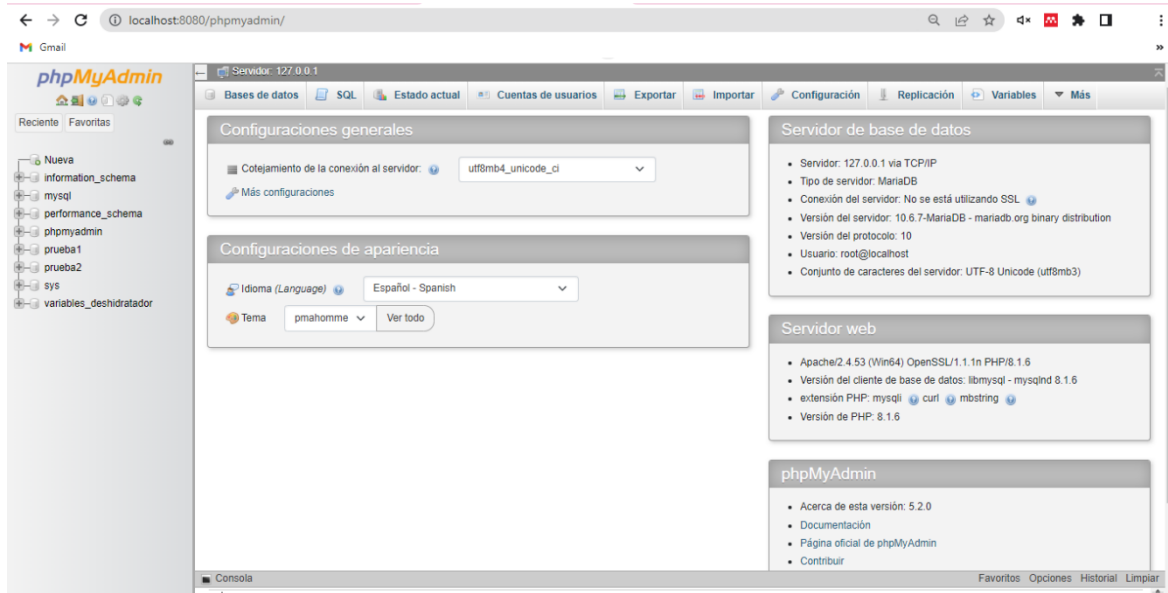 localhost:8080/phpmyadmin/
Gmail
»
phpMyAdmin
Reciente Favoritas
Nueva
information_schema
mysql
performance_schema
phpmyadmin
prueba1
prueba2
sys
variables_deshidratador
Servidor: 127.0.0.1
Bases de datos SQL Estado actual Cuentas de usuarios Exportar Importar Configuración Replicación Variables Más
Configuraciones generales
Cotejamiento de la conexión al servidor: utf8mb4_unicode_ci
Más configuraciones
Configuraciones de apariencia
Idioma (Language) Español - Spanish
Tema pmahomme Ver todo
Servidor de base de datos
Servidor: 127.0.0.1 via TCP/IP
Tipo de servidor: MariaDB
Conexión del servidor: No se está utilizando SSL
Versión del servidor: 10.6.7-MariaDB - mariadb.org binary distribution
Versión del protocolo: 10
Usuario: root@localhost
Conjunto de caracteres del servidor: UTF-8 Unicode (utf8mb3)
Servidor web
Apache/2.4.53 (Win64) OpenSSL/1.1.1n PHP/8.1.6
Versión del cliente de base de datos: libmysql - mysqlnd 8.1.6
extensión PHP: mysqli curl mbstring
Versión de PHP: 8.1.6
phpMyAdmin
Acerca de esta versión: 5.2.0
Documentación
Página oficial de phpMyAdmin
Contribuir
Consola
Favoritos Opciones Historial Limpiar